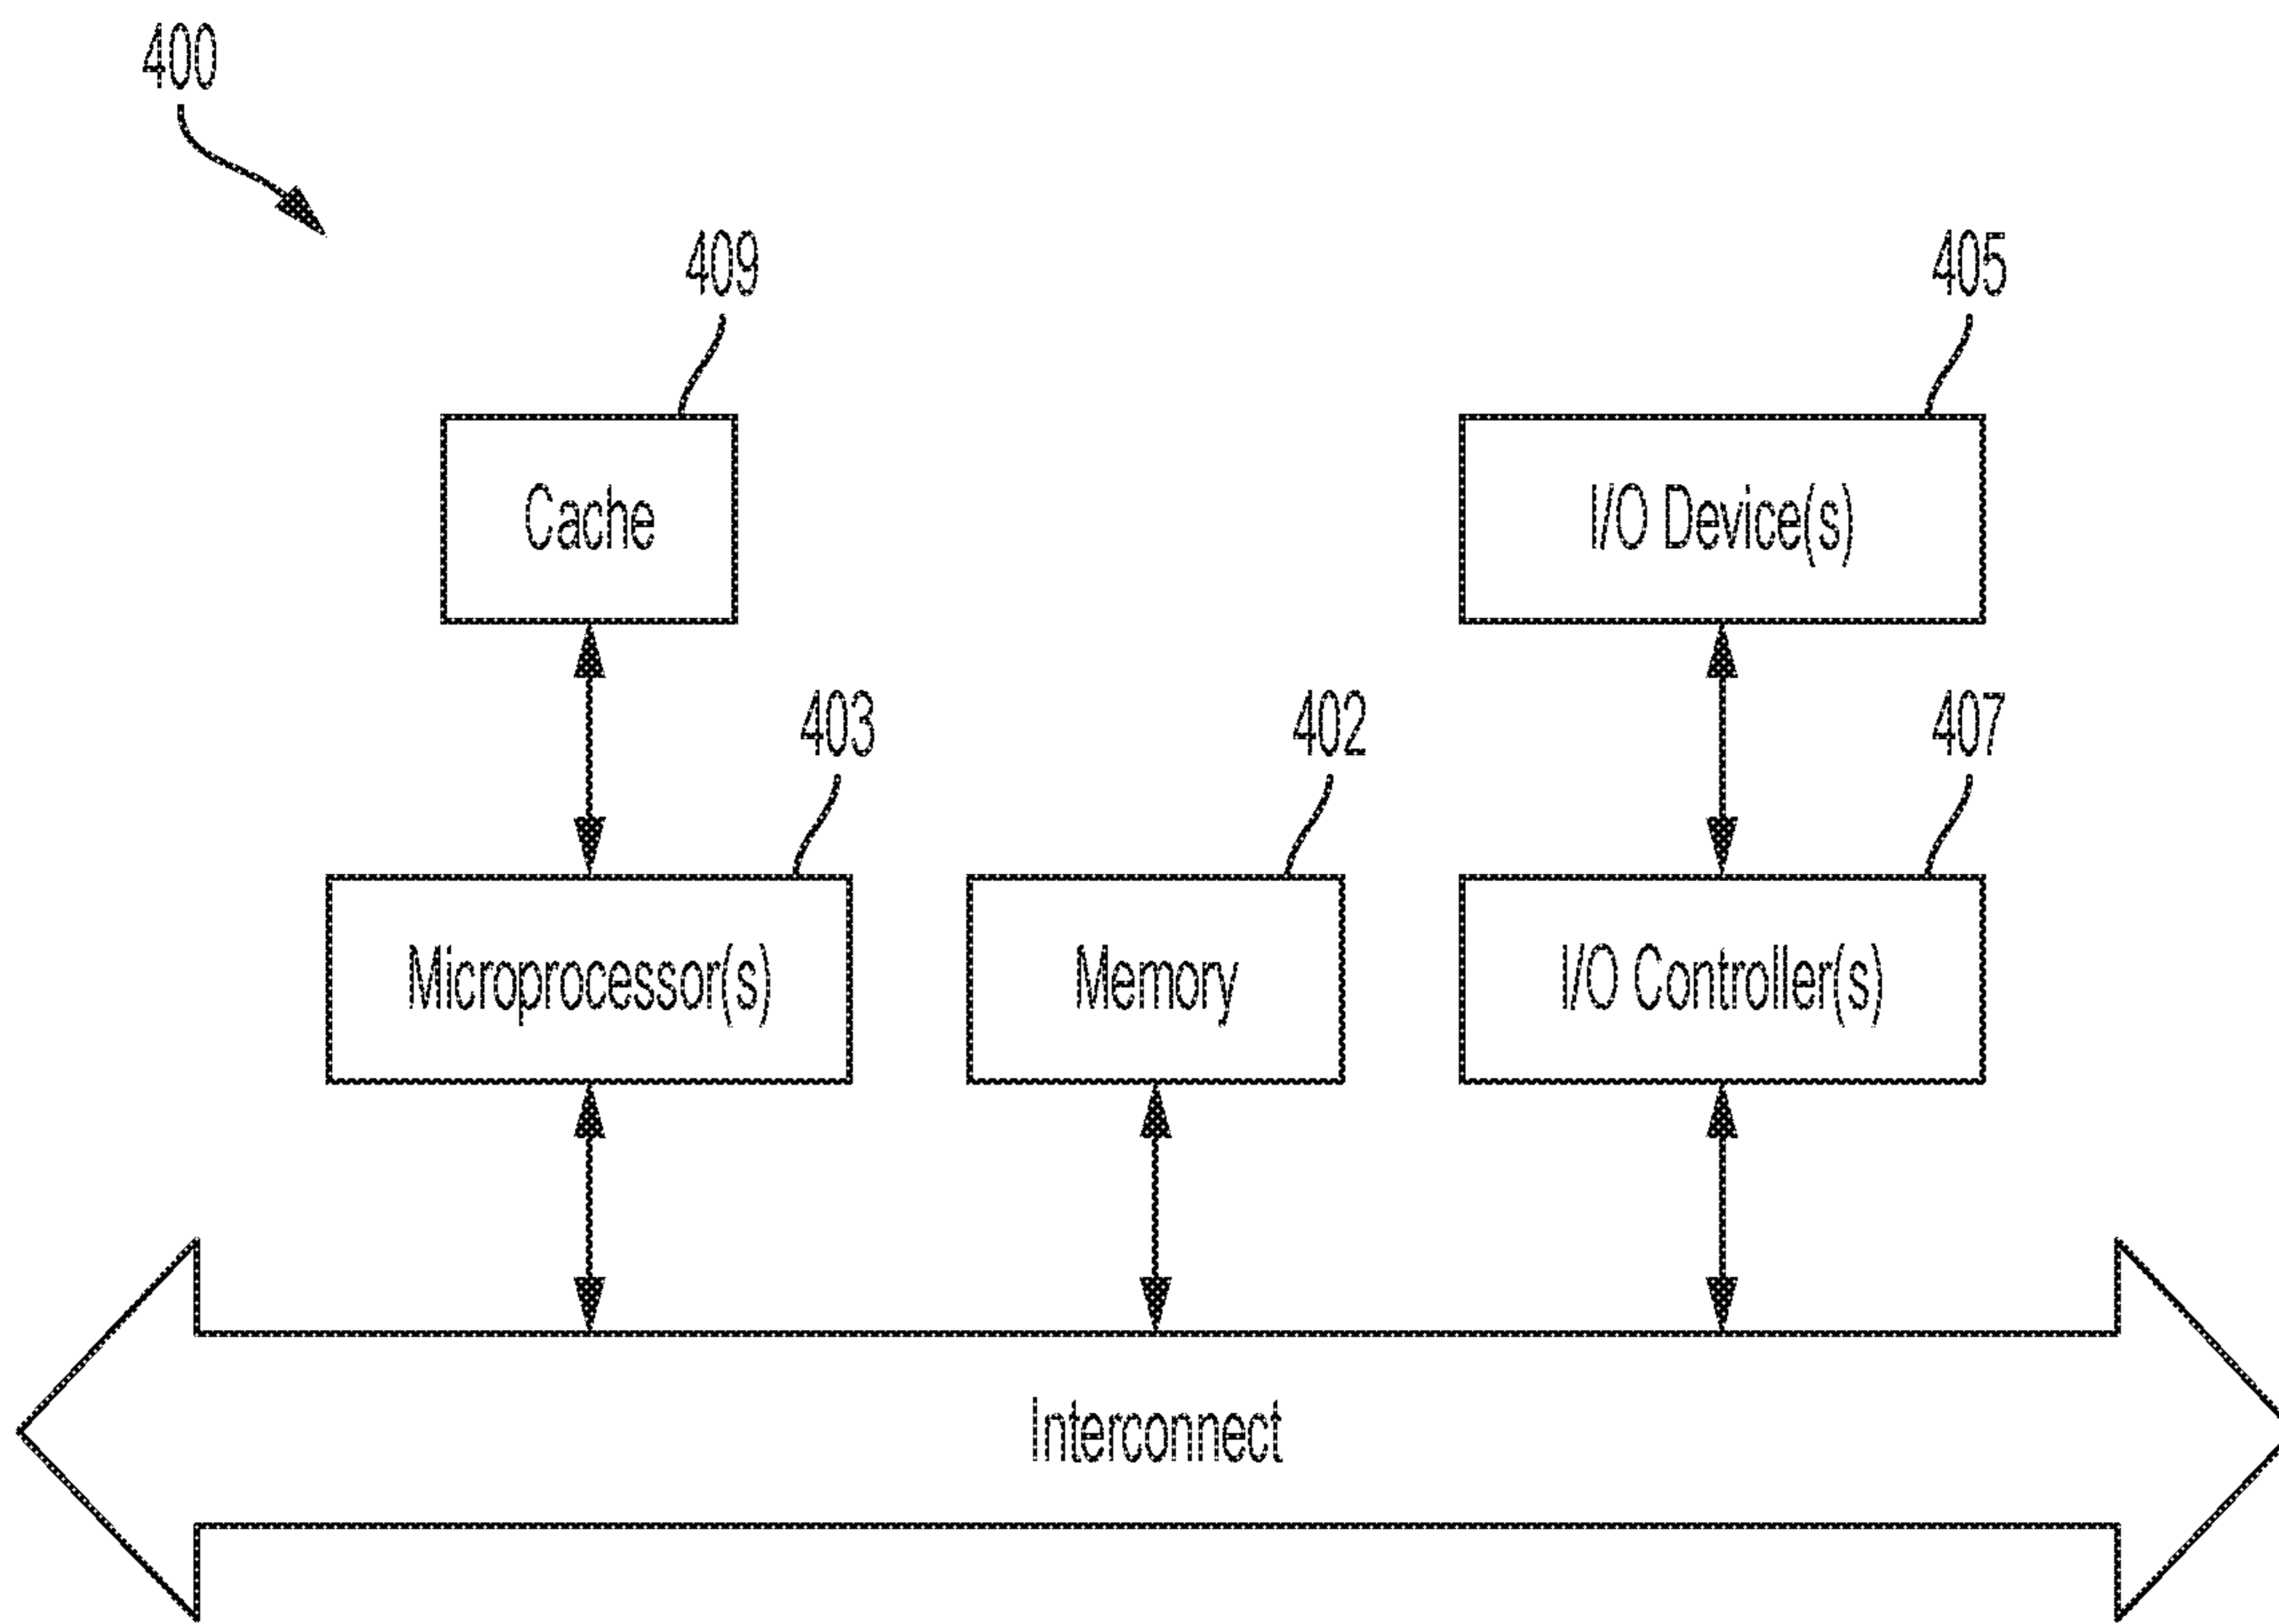 400
409
405
Cache
I/O Device(s)
403
402
407
Microprocessor(s)
Memory
I/O Controller(s)
Interconnect